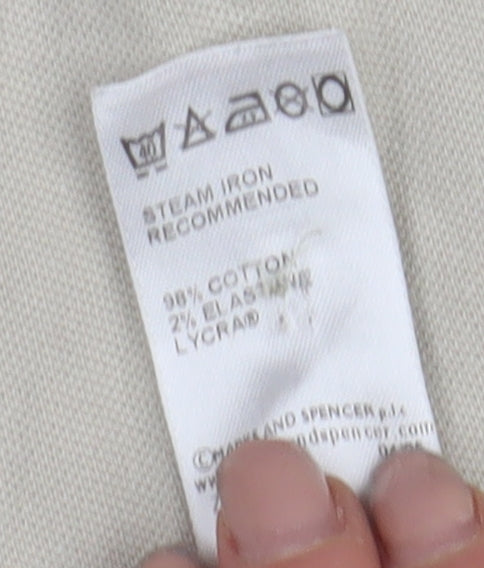 40
STEAM IRON
RECOMMENDED
98% COTTON
2% ELASTANE
LYCRA®
© MARKS AND SPENCER p.l.c